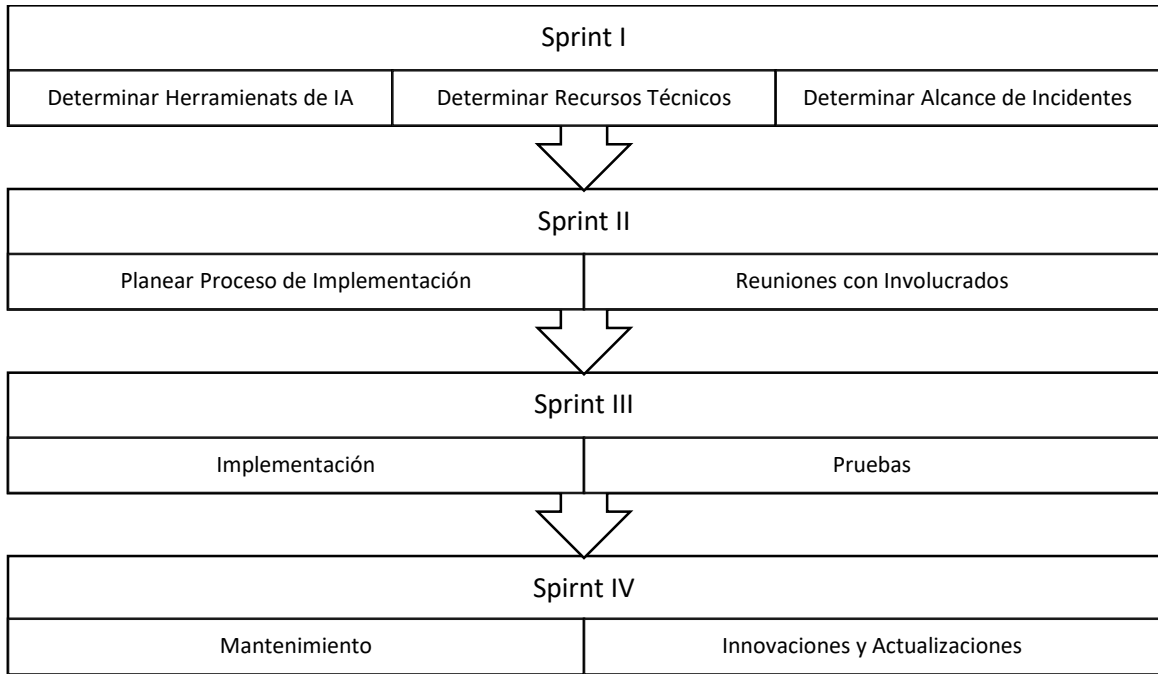 Sprint I
Determinar Herramienats de IA
Determinar Recursos Técnicos
Determinar Alcance de Incidentes
Sprint II
Planear Proceso de Implementación
Reuniones con Involucrados
Sprint III
Implementación
Pruebas
Spirnt IV
Mantenimiento
Innovaciones y Actualizaciones